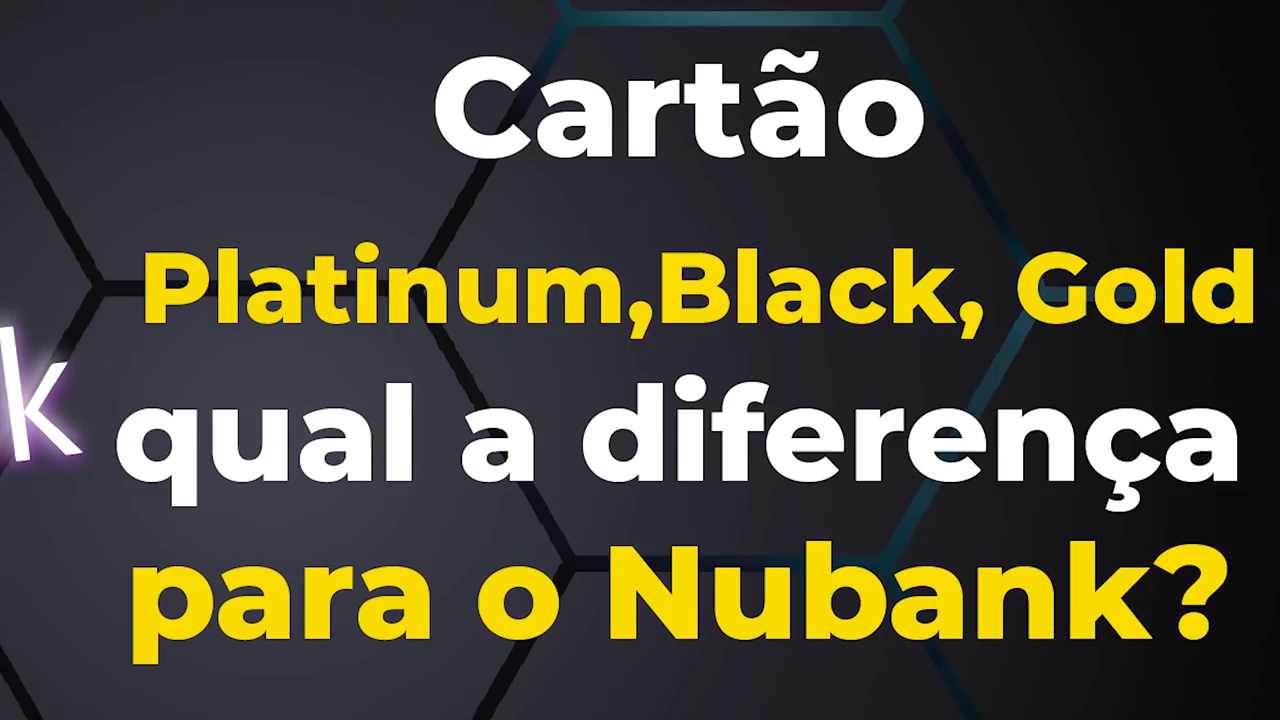 Cartão
Platinum,Black, Gold
k
qual a diferença
para o Nubank?